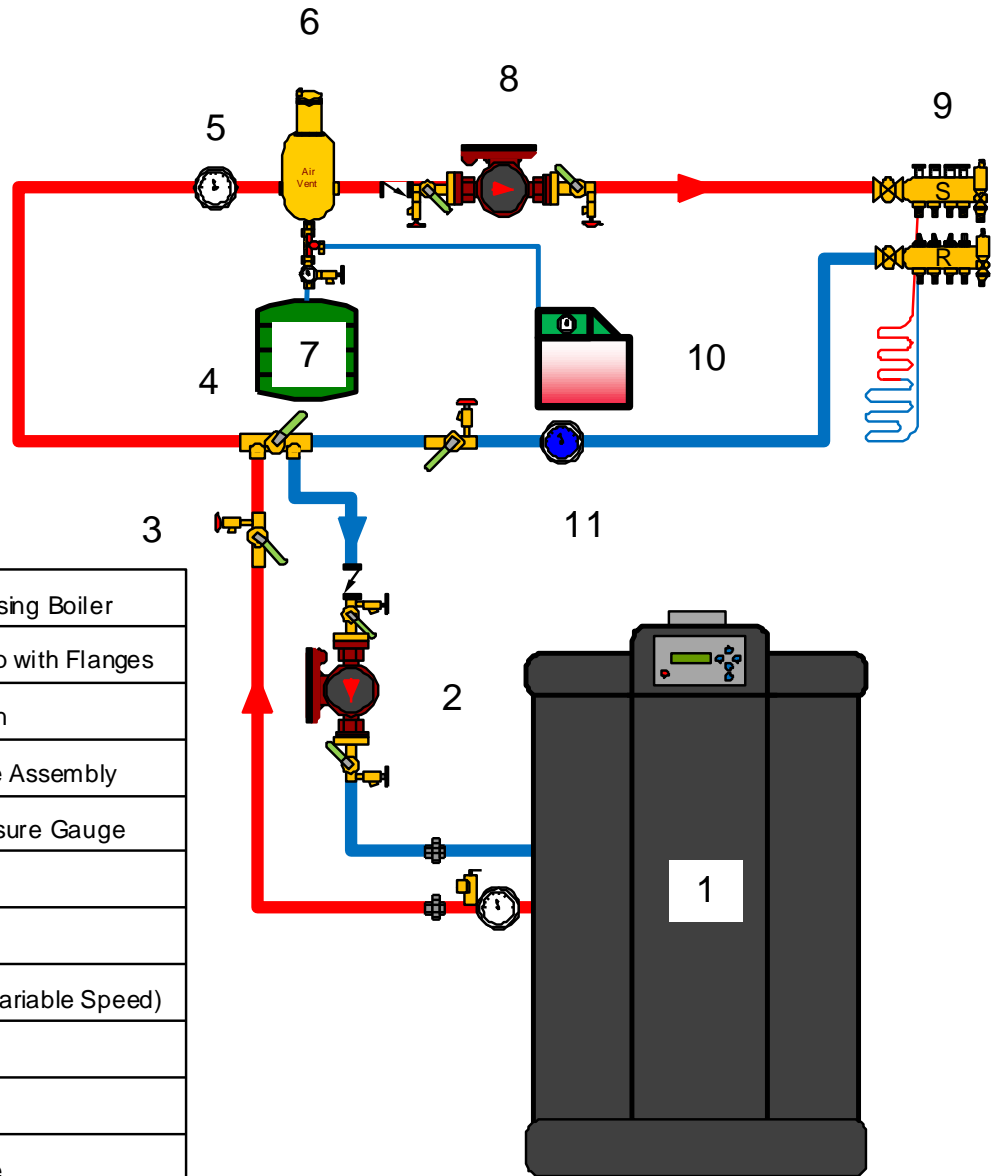 6
8
5
9
Air
Vent
S
R
7
10
4
11
3
sing Boiler
with Flanges
2
e Assembly
sure Gauge
1
ariable Speed)